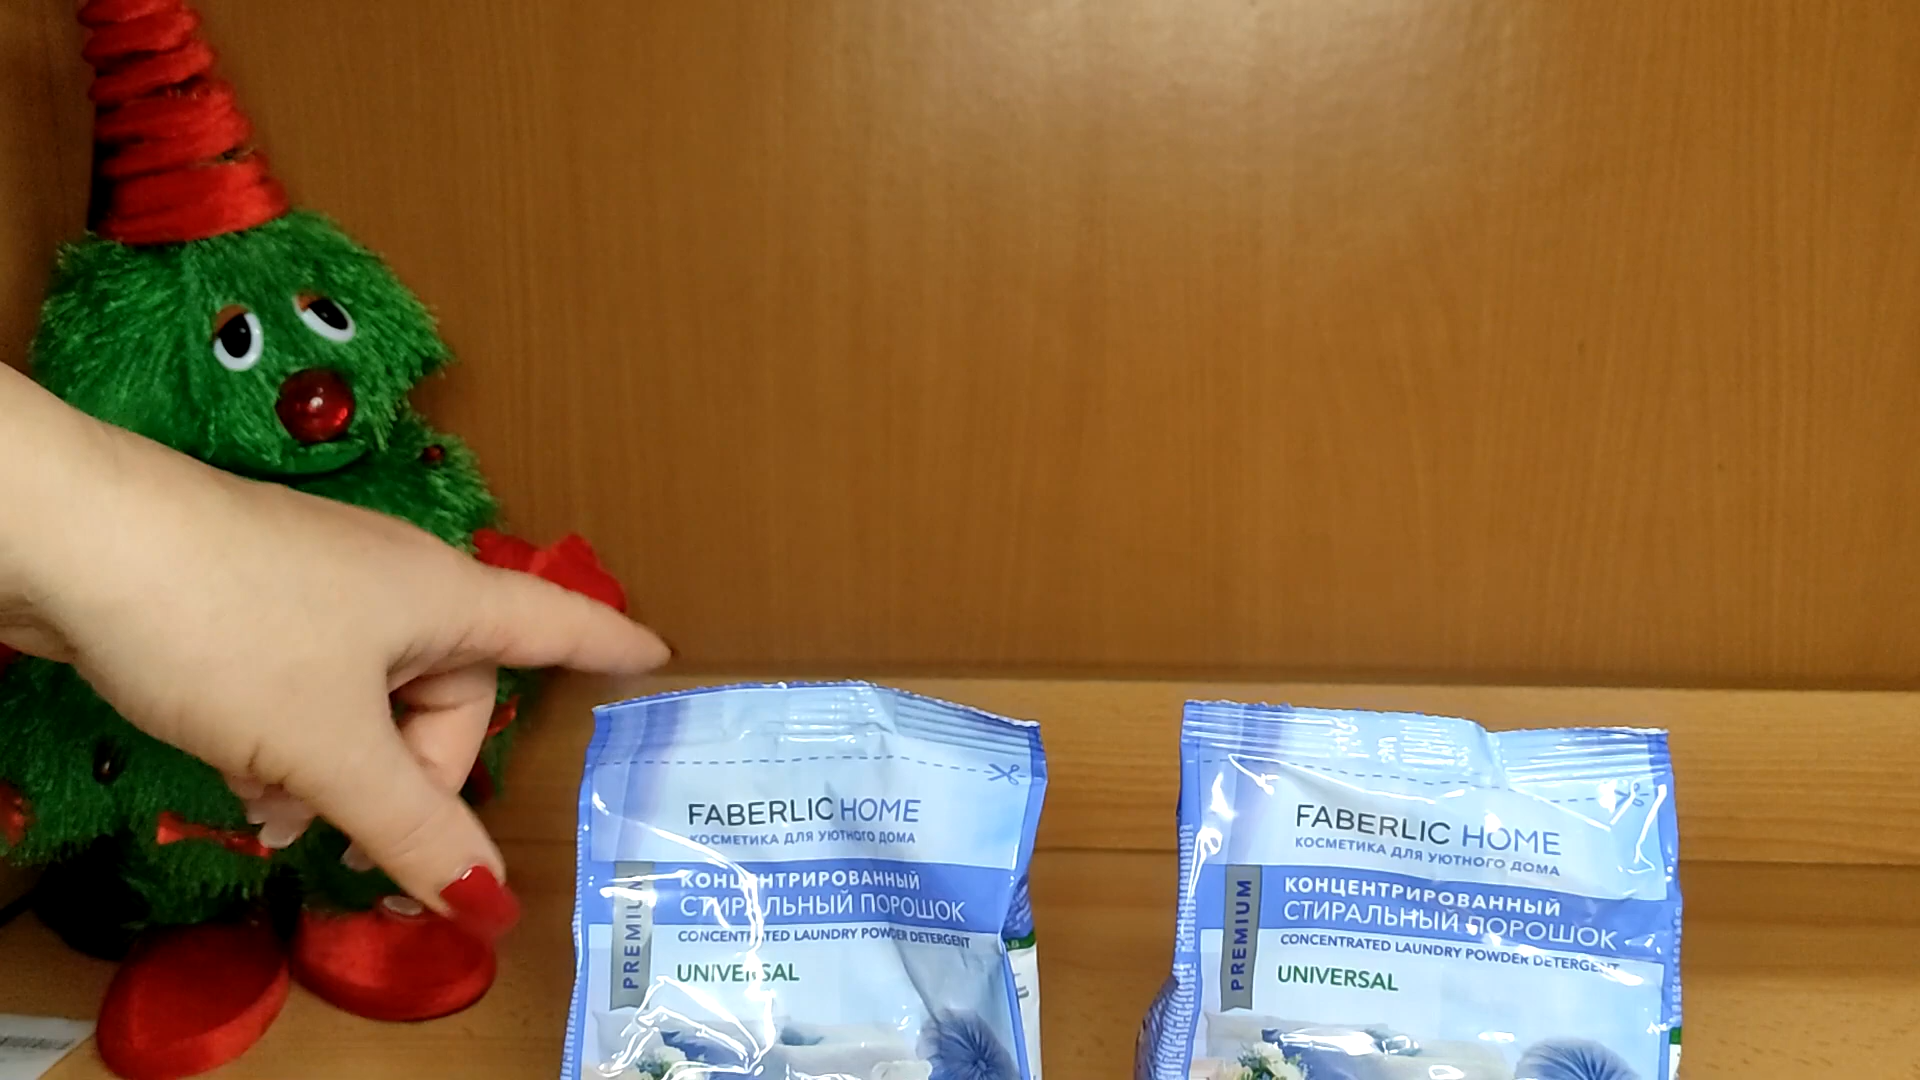 FABERLIC HOME
КОСМЕТИКА ДЛЯ УЮТНОГО ДОМА
PREMIUM
КОНЦЕНТРИРОВАННЫЙ
СТИРАЛЬНЫЙ ПОРОШОК
CONCENTRATED LAUNDRY POWDER DETERGENT
UNIVERSAL
FABERLIC HOME
КОСМЕТИКА ДЛЯ УЮТНОГО ДОМА
PREMIUM
КОНЦЕНТРИРОВАННЫЙ
СТИРАЛЬНЫЙ ПОРОШОК
CONCENTRATED LAUNDRY POWDER DETERGENT
UNIVERSAL